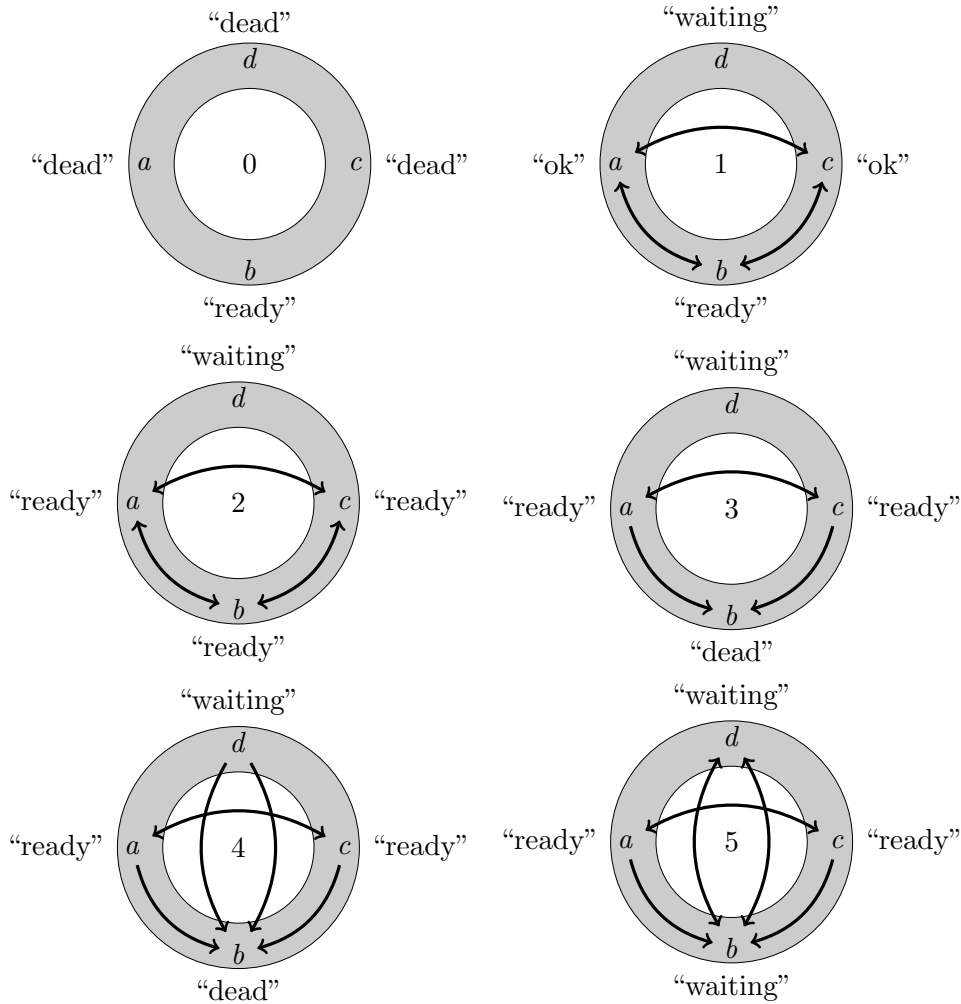 “dead”
d
“dead” a 0 c “dead”
b
“ready”
“waiting”
d
“ok” a 1 c “ok”
b
“ready”
“waiting”
d
“ready” a 2 c “ready”
b
“ready”
“waiting”
d
“ready” a 3 c “ready”
b
“dead”
“waiting”
d
“ready” a 4 c “ready”
b
“dead”
“waiting”
d
“ready” a 5 c “ready”
b
“waiting”